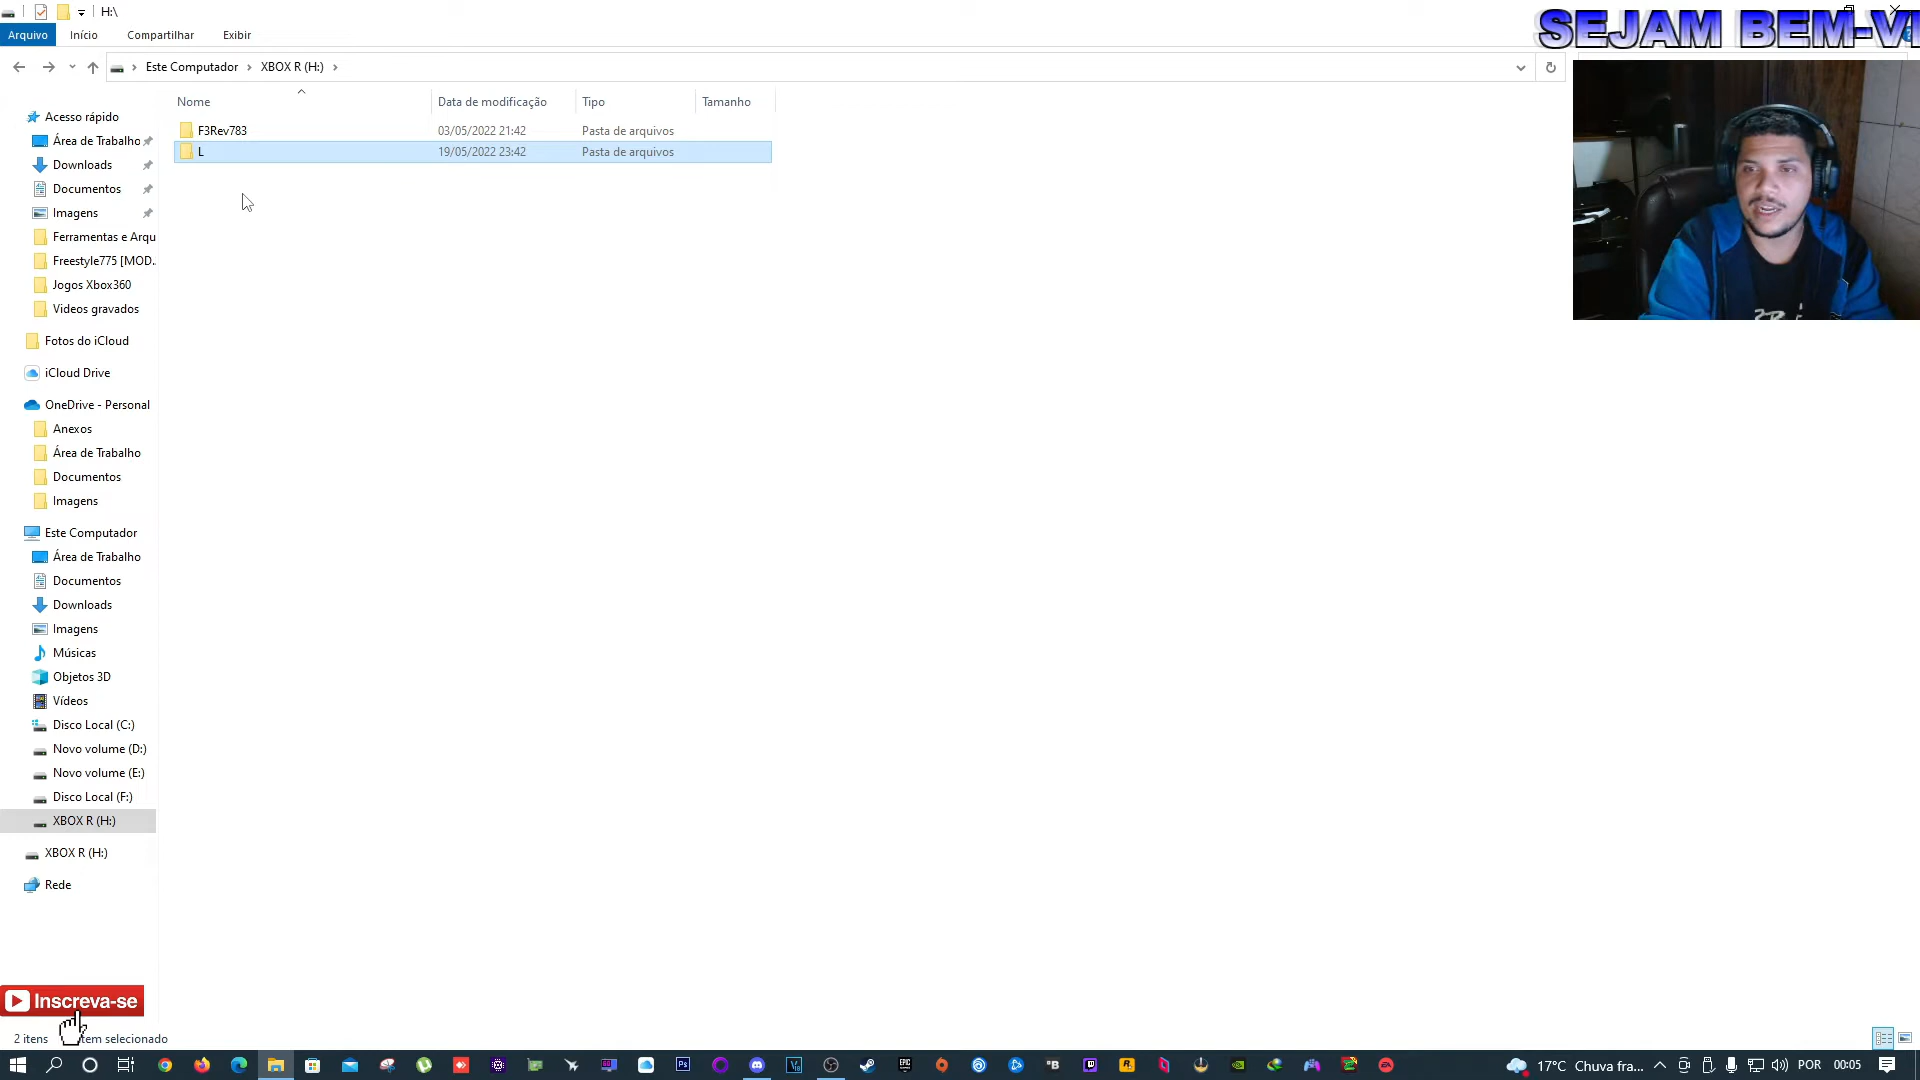 H:\
SEJAM BEM-VI
Arquivo Início Compartilhar Exibir
Este Computador XBOX R (H:)
Nome Data de modificação Tipo Tamanho
F3Rev783 03/05/2022 21:42 Pasta de arquivos
L 19/05/2022 23:42 Pasta de arquivos
Acesso rápido
Área de Trabalho
Downloads
Documentos
Imagens
Ferramentas e Arqu
Freestyle775 [MOD..
Jogos Xbox360
Videos gravados
Fotos do iCloud
iCloud Drive
OneDrive - Personal
Anexos
Área de Trabalho
Documentos
Imagens
Este Computador
Área de Trabalho
Documentos
Downloads
Imagens
Músicas
Objetos 3D
Vídeos
Disco Local (C:)
Novo volume (D:)
Novo volume (E:)
Disco Local (F:)
XBOX R (H:)
XBOX R (H:)
Rede
Inscreva-se
2 itens tem selecionado
17°C Chuva fra... POR 00:05